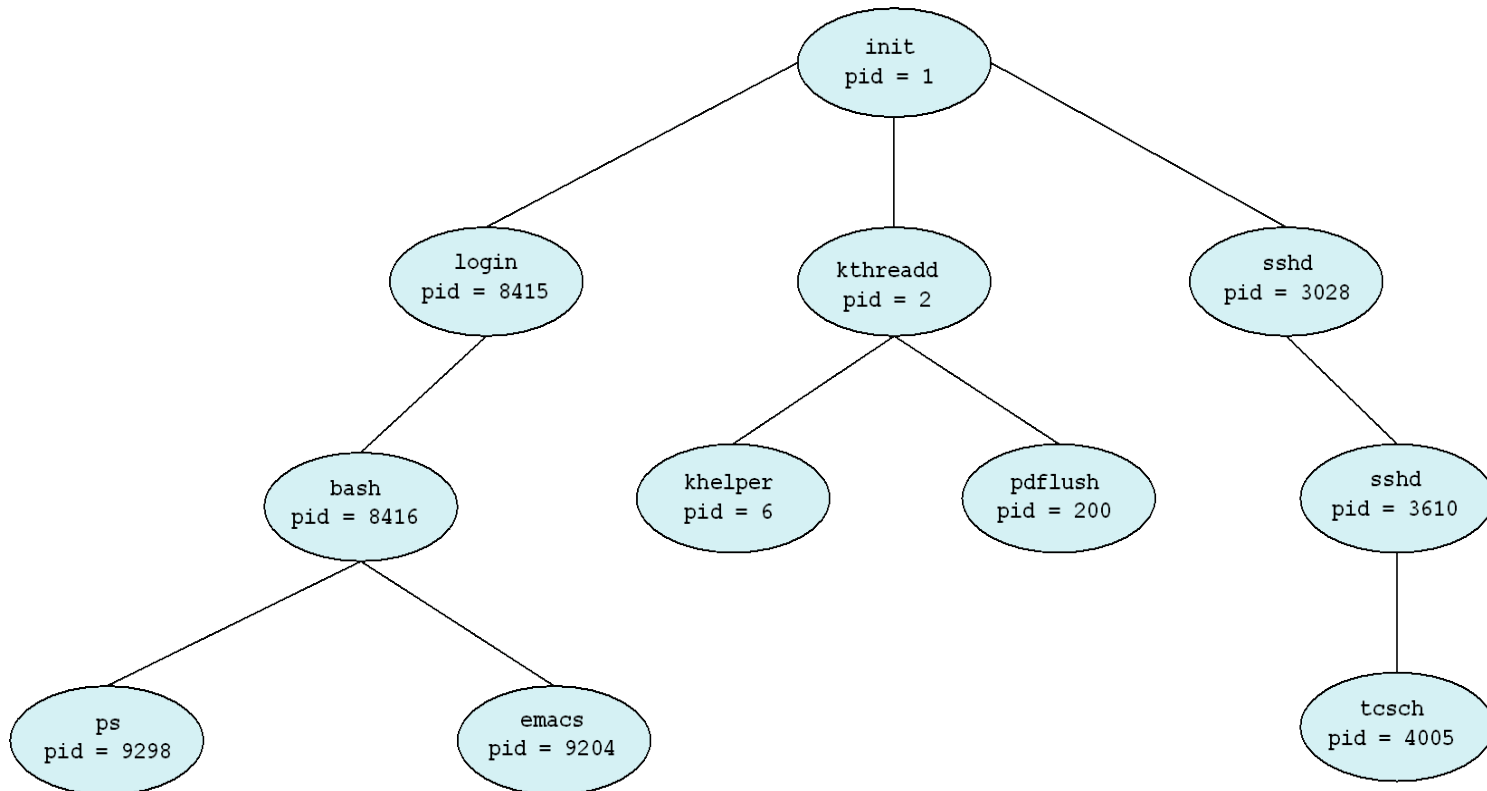 init
pid = 1
login
pid = 8415
kthreadd
pid = 2
sshd
pid = 3028
bash
pid = 8416
khelper
pid = 6
pdflush
pid = 200
sshd
pid = 3610
ps
pid = 9298
emacs
pid = 9204
tcsch
pid = 4005